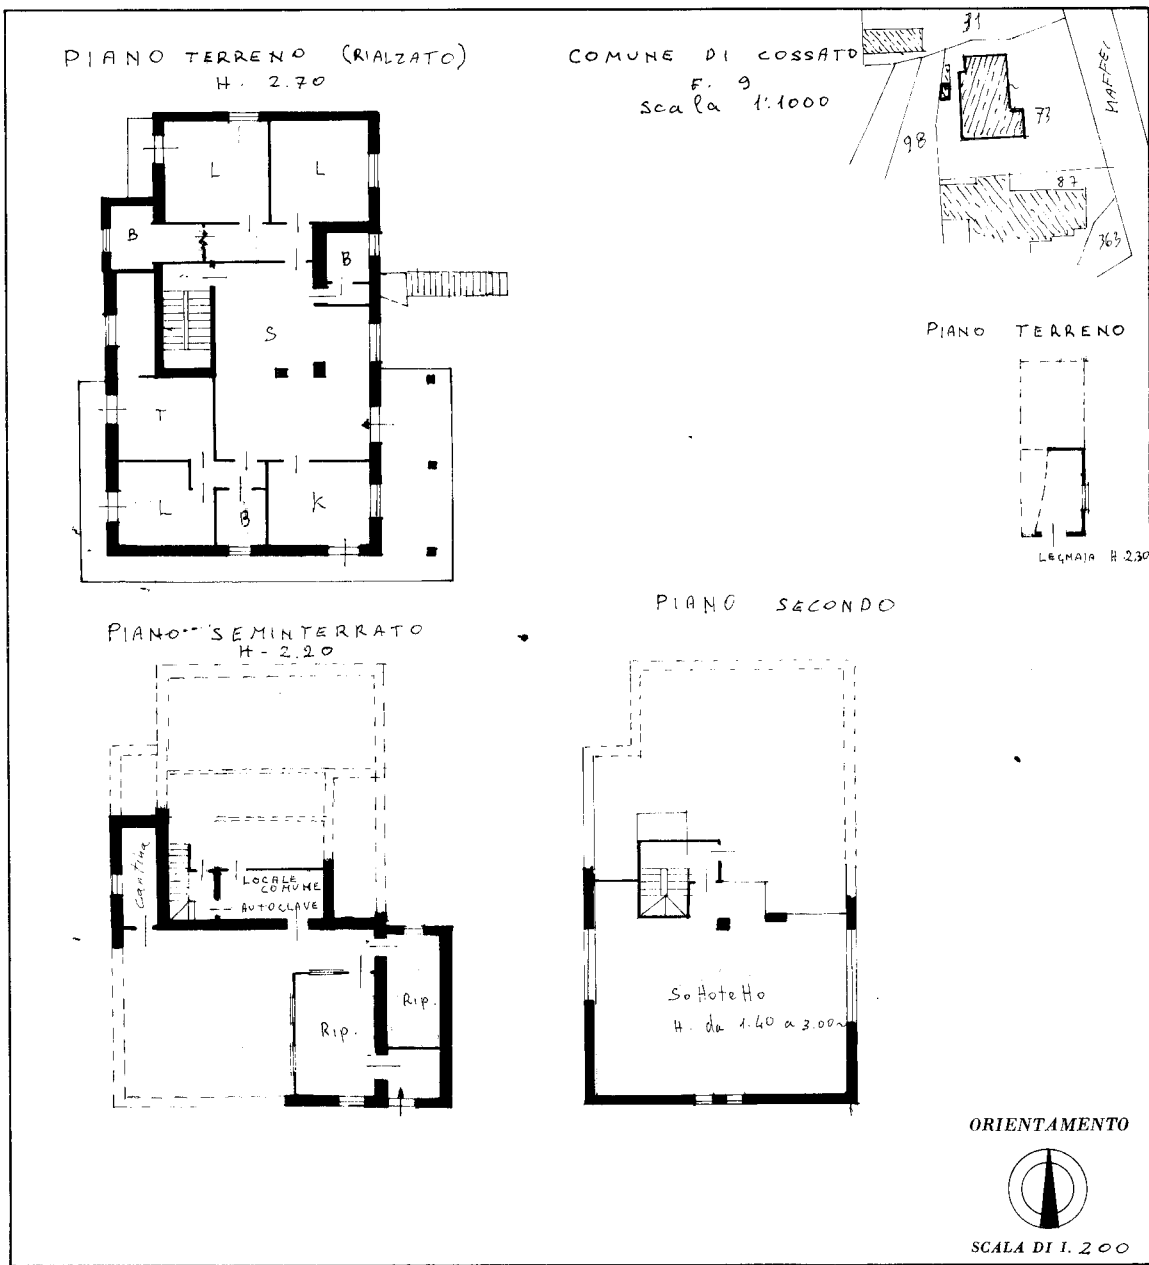 PIANO TERRENO (RIALZATO)
H. 2.70
L
L
B
B
S
T
L
B
K
COMUNE DI COSSATO
F. 9
scala 1:1000
31
MAFFEI
73
98
87
363
PIANO TERRENO
LEGNAIA H 2.30
PIANO SEMINTERRATO
H - 2.20
Cantina
LOCALE
COMUNE
AUTOCLAVE
Rip.
Rip.
PIANO SECONDO
Sottotetto
H. da 1.40 a 3.00
ORIENTAMENTO
SCALA DI 1. 200